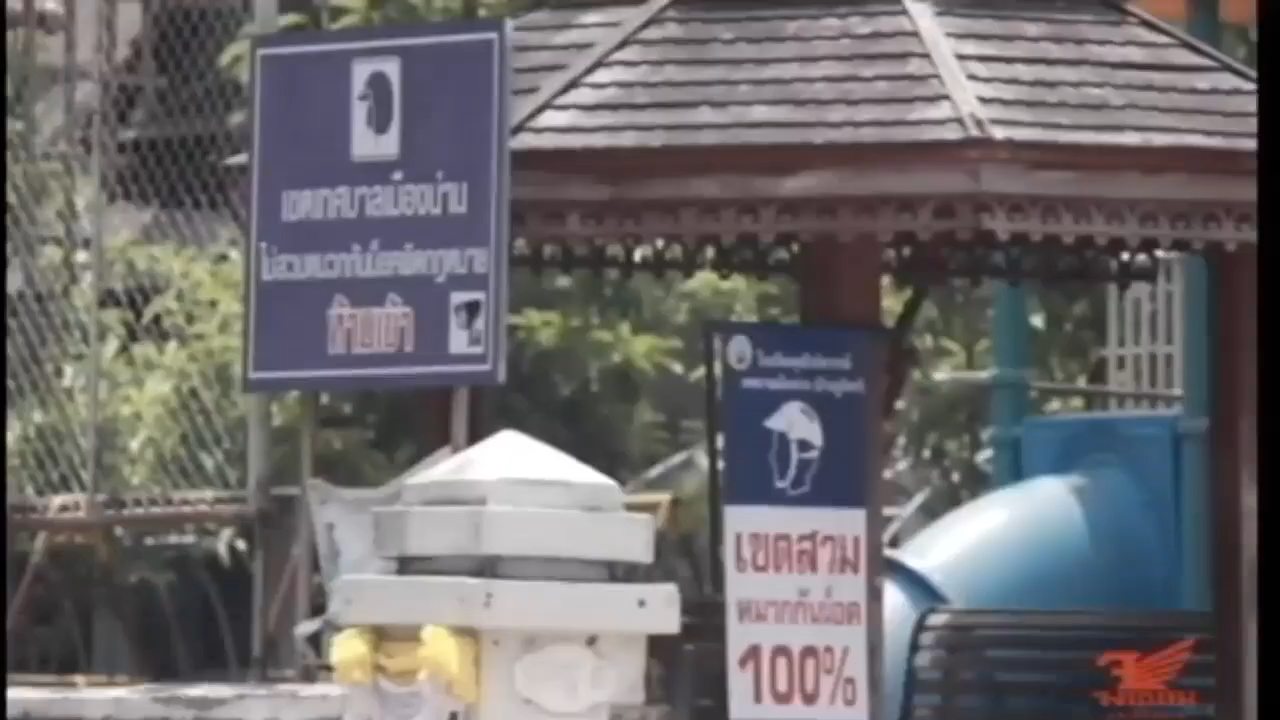 เขตเทศบาลเมืองน่าน
ไม่สวมหมวกนิรภัยผิดกฎหมาย
ห้ามเข้า
เขตสวม
หมวกกันน็อค
100%